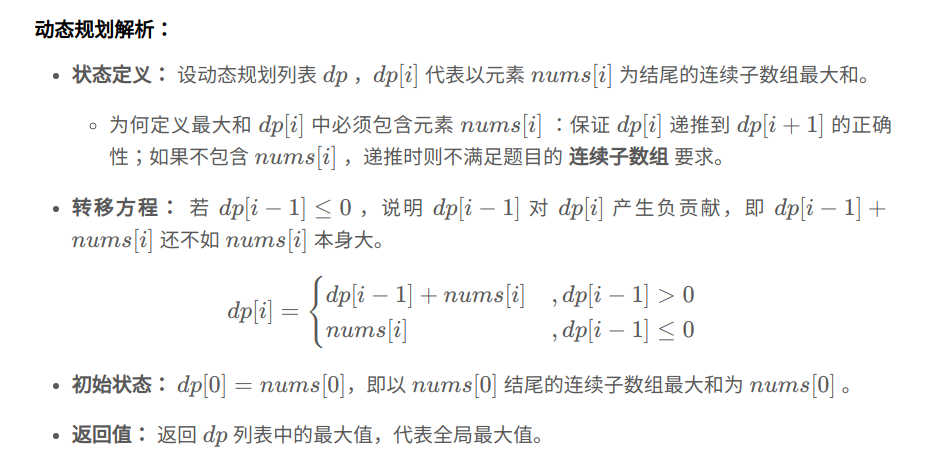 动态规划解析：
• 状态定义： 设动态规划列表 dp ，dp[i] 代表以元素 nums[i] 为结尾的连续子数组最大和。
◦ 为何定义最大和 dp[i] 中必须包含元素 nums[i] ：保证 dp[i] 递推到 dp[i + 1] 的正确
性；如果不包含 nums[i] ，递推时则不满足题目的 连续子数组 要求。
• 转移方程： 若 dp[i − 1] ≤ 0 ，说明 dp[i − 1] 对 dp[i] 产生负贡献，即 dp[i − 1] +
nums[i] 还不如 nums[i] 本身大。
dp[i] = { dp[i − 1] + nums[i] , dp[i − 1] > 0
nums[i] , dp[i − 1] ≤ 0
• 初始状态： dp[0] = nums[0]，即以 nums[0] 结尾的连续子数组最大和为 nums[0] 。
• 返回值： 返回 dp 列表中的最大值，代表全局最大值。